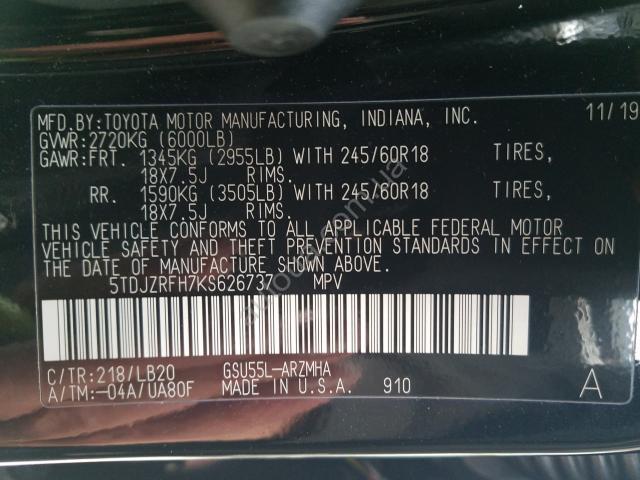 MFD.BY:TOYOTA MOTOR MANUFACTURING, INDIANA, INC. 11/19
GVWR:2720KG (6000LB)
GAWR:FRT. 1345KG (2955LB) WITH 245/60R18 TIRES,
18X7.5J RIMS.
RR. 1590KG (3505LB) WITH 245/60R18 TIRES,
18X7.5J RIMS.
THIS VEHICLE CONFORMS TO ALL APPLICABLE FEDERAL MOTOR
VEHICLE SAFETY AND THEFT PREVENTION STANDARDS IN EFFECT
ON THE DATE OF MANUFACTURE SHOWN ABOVE.
5TDJZRFH7KS626737 MPV
C/TR:218/LB20 GSU55L-ARZMHA
A/TM:-04A/UA80F MADE IN U.S.A. 910 A